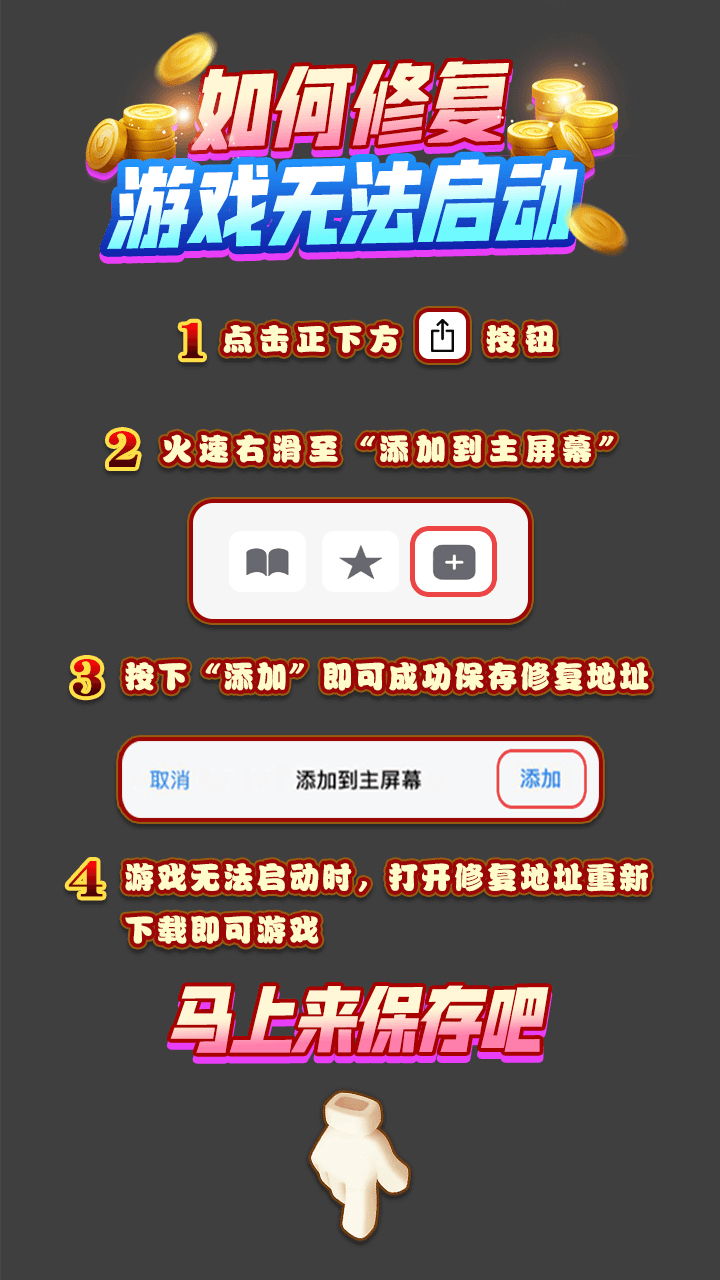 如何修复
游戏无法启动
1 点击正下方 按钮
2 火速右滑至“添加到主屏幕”
3 按下“添加”即可成功保存修复地址
取消 添加到主屏幕 添加
4 游戏无法启动时，打开修复地址重新
下载即可游戏
马上来保存吧